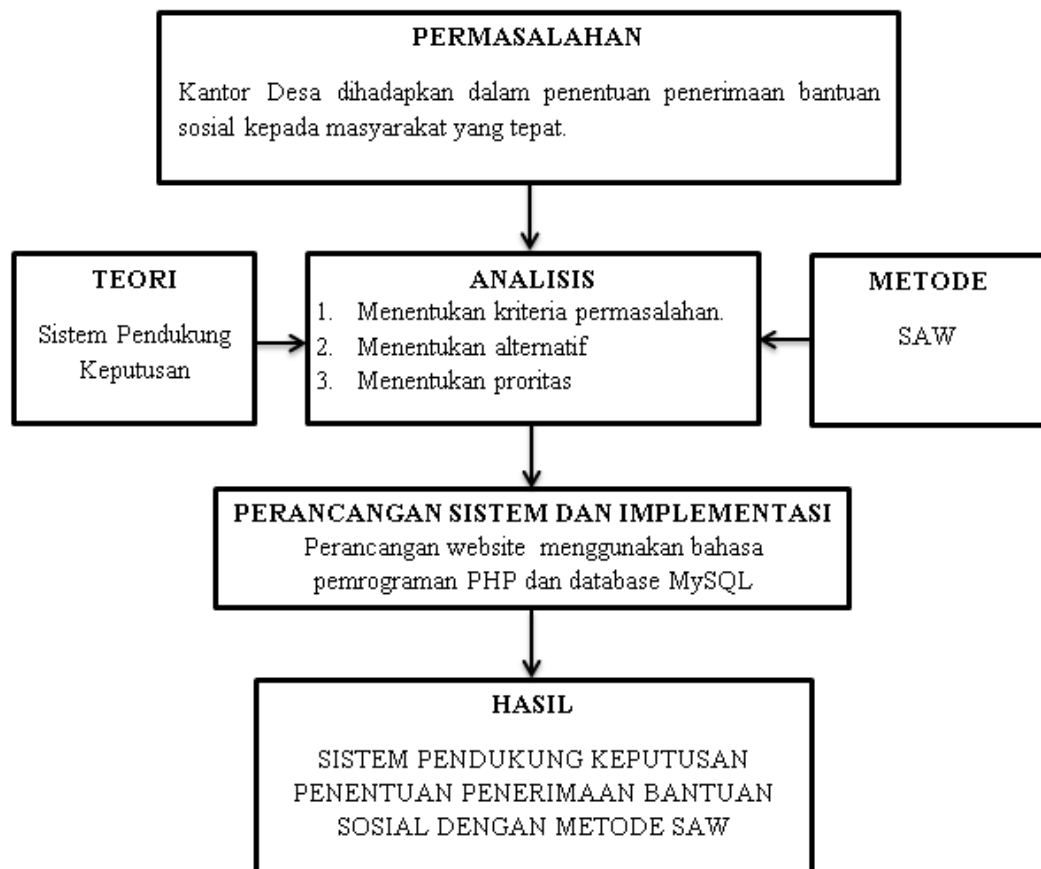 PERMASALAHAN
Kantor Desa dihadapkan dalam penentuan penerimaan bantuan
sosial kepada masyarakat yang tepat.
TEORI
Sistem Pendukung
Keputusan
ANALISIS
1. Menentukan kriteria permasalahan.
2. Menentukan alternatif
3. Menentukan proritas
METODE
SAW
PERANCANGAN SISTEM DAN IMPLEMENTASI
Perancangan website menggunakan bahasa
pemrograman PHP dan database MySQL
HASIL
SISTEM PENDUKUNG KEPUTUSAN
PENENTUAN PENERIMAAN BANTUAN
SOSIAL DENGAN METODE SAW